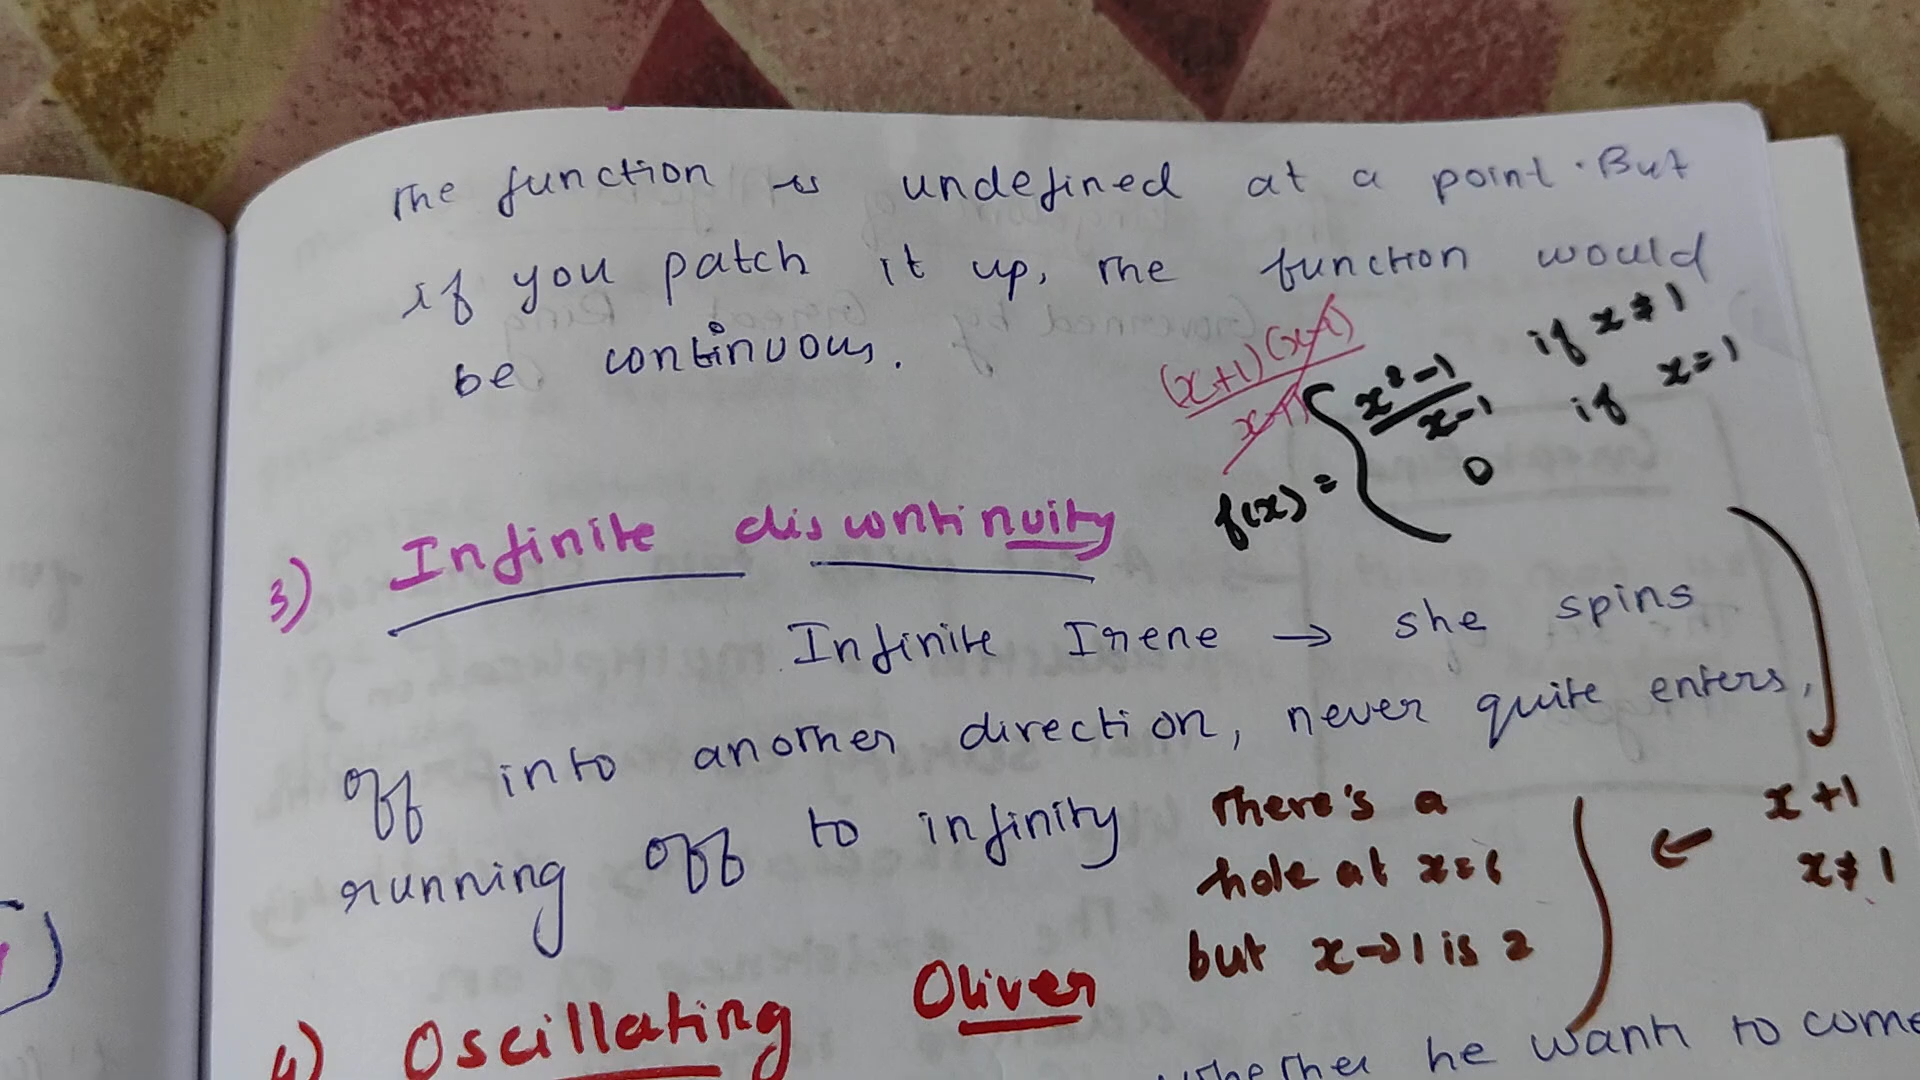 The function is undefined at a point. But
if you patch it up, the function would
be continuous.
(x+1)(x-1)
x-1
f(x) = { x²-1 if x≠1
x-1
0 if x=1
3) Infinite discontinuity
Infinite Irene → she spins
off into another direction, never quite enters,
running off to infinity
There's a
hole at x=1
but x→1 is 2
← x+1
x≠1
4) Oscillating Oliver
whether he want to come